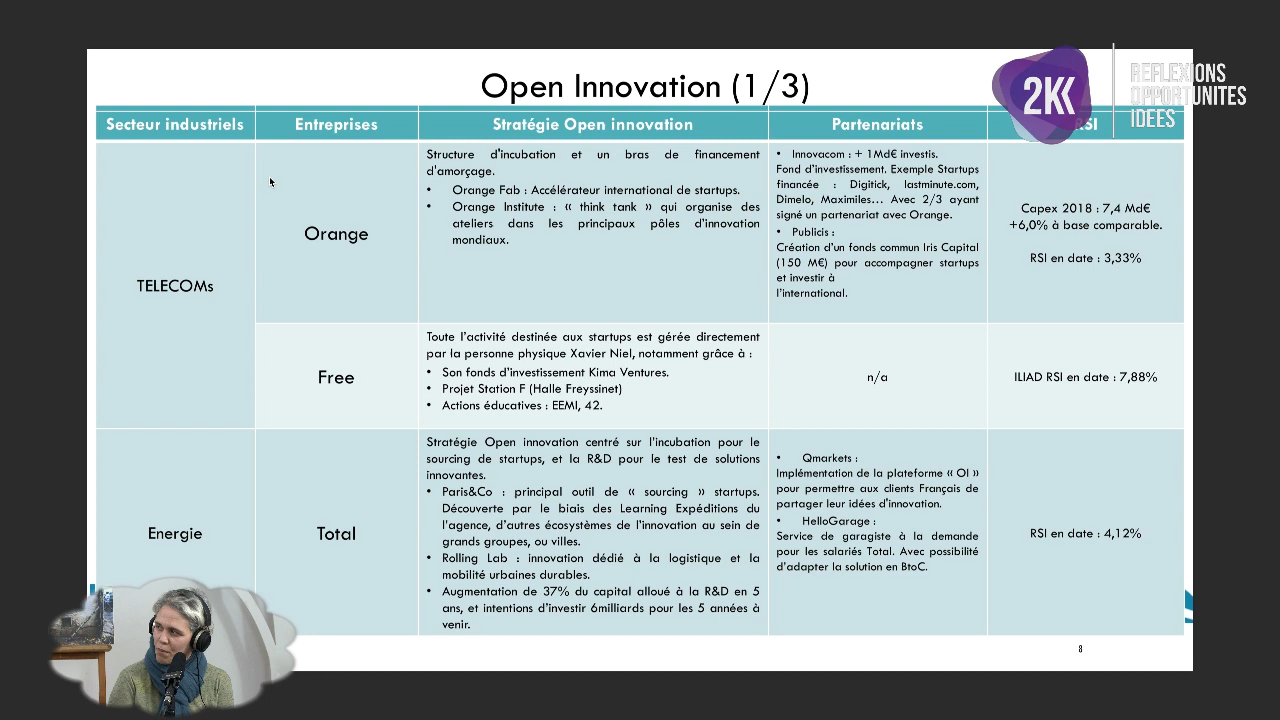 Open Innovation (1/3)
2K
REFLEXIONS
OPPORTUNITES
IDEES
Secteur industriels
Entreprises
Stratégie Open innovation
Partenariats
RSI
TELECOMs
Orange
Structure d'incubation et un bras de financement
d'amorçage.
• Orange Fab : Accélérateur international de startups.
• Orange Institute : « think tank » qui organise des
ateliers dans les principaux pôles d'innovation
mondiaux.
• Innovacom : + 1Md€ investis.
Fond d'investissement. Exemple Startups
financée : Digitick, lastminute.com,
Dimelo, Maximiles… Avec 2/3 ayant
signé un partenariat avec Orange.
• Publicis :
Création d'un fonds commun Iris Capital
(150 M€) pour accompagner startups
et investir à
l'international.
Capex 2018 : 7,4 Md€
+6,0% à base comparable.
RSI en date : 3,33%
Free
Toute l'activité destinée aux startups est gérée directement
par la personne physique Xavier Niel, notamment grâce à :
• Son fonds d'investissement Kima Ventures.
• Projet Station F (Halle Freyssinet)
• Actions éducatives : EEMI, 42.
n/a
ILIAD RSI en date : 7,88%
Energie
Total
Stratégie Open innovation centré sur l'incubation pour le
sourcing de startups, et la R&D pour le test de solutions
innovantes.
• Paris&Co : principal outil de « sourcing » startups.
Découverte par le biais des Learning Expéditions du
l'agence, d'autres écosystèmes de l'innovation au sein de
grands groupes, ou villes.
• Rolling Lab : innovation dédié à la logistique et la
mobilité urbaines durables.
• Augmentation de 37% du capital alloué à la R&D en 5
ans, et intentions d'investir 6milliards pour les 5 années à
venir.
• Qmarkets :
Implémentation de la plateforme « OI »
pour permettre aux clients Français de
partager leur idées d'innovation.
• HelloGarage :
Service de garagiste à la demande
pour les salariés Total. Avec possibilité
d'adapter la solution en BtoC.
RSI en date : 4,12%
8